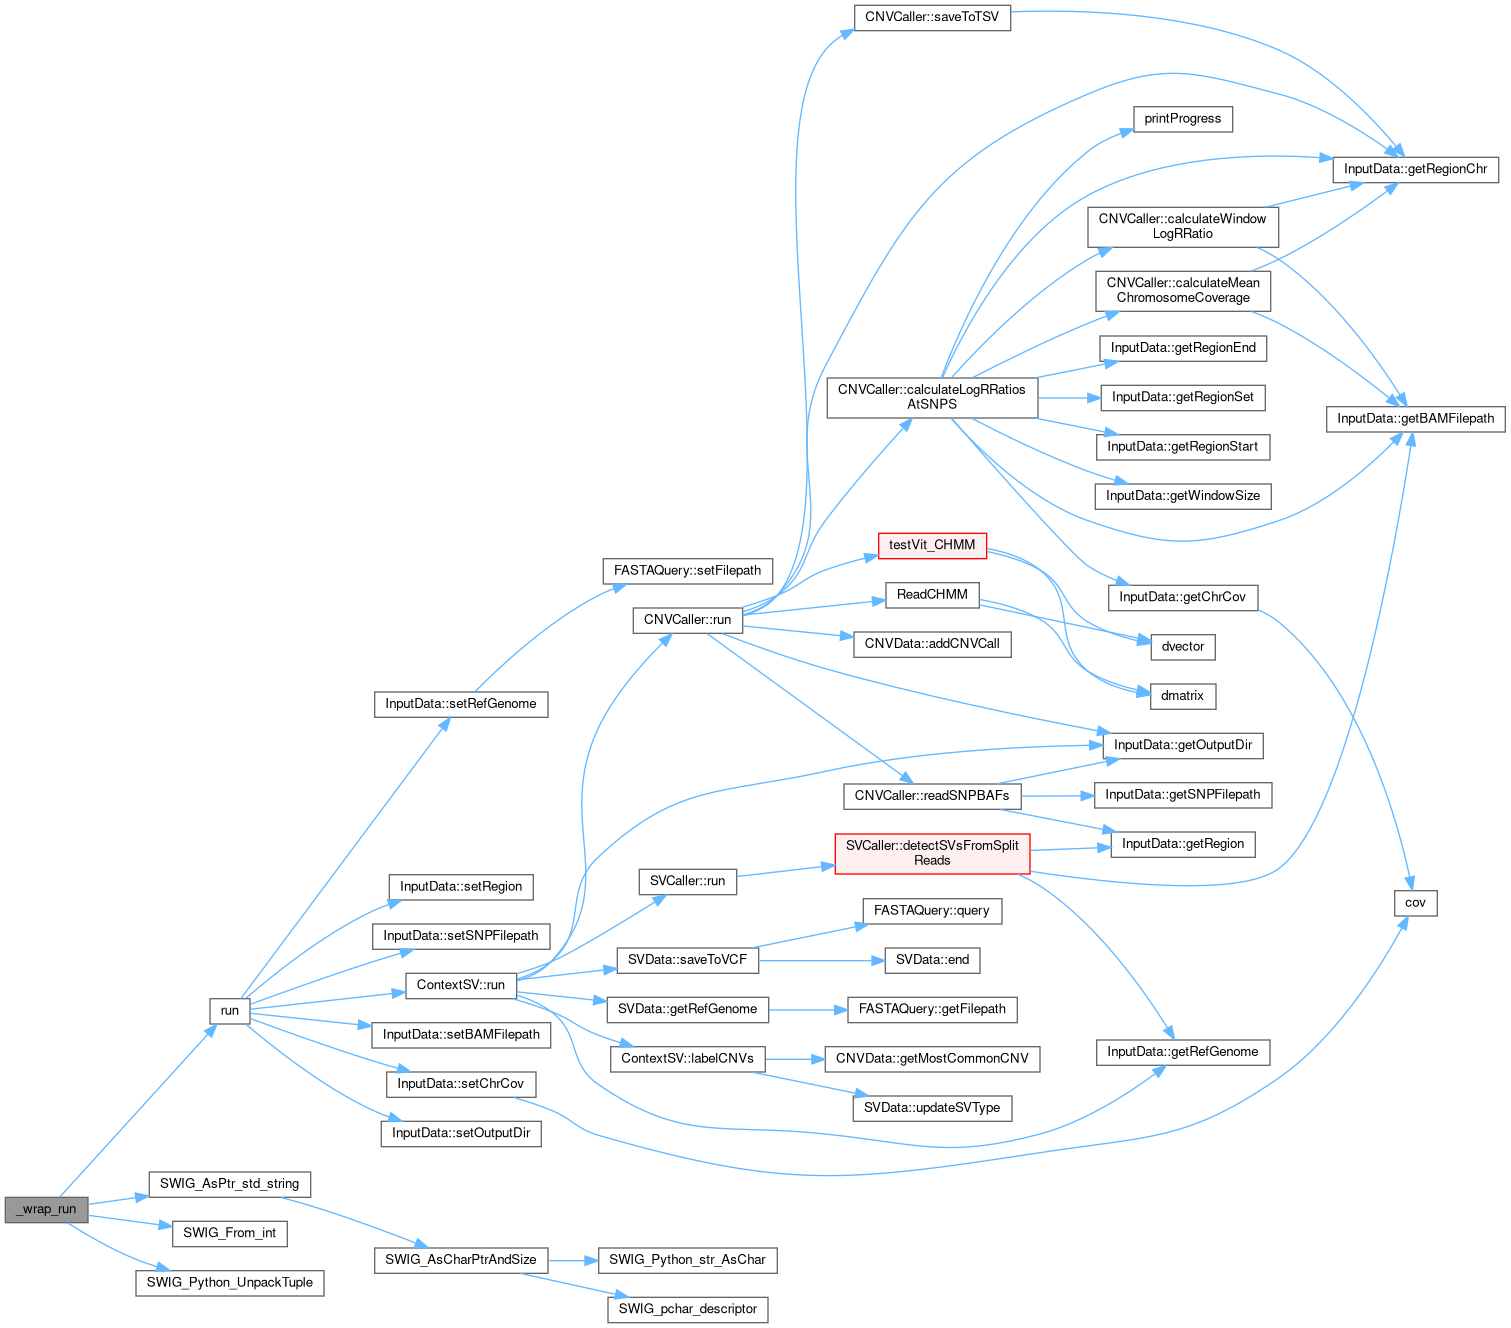 CNVCaller::saveToTSV
printProgress
InputData::getRegionChr
CNVCaller::calculateWindow
LogRRatio
CNVCaller::calculateMean
ChromosomeCoverage
InputData::getRegionEnd
CNVCaller::calculateLogRRatios
AtSNPS
InputData::getRegionSet
InputData::getBAMFilepath
InputData::getRegionStart
InputData::getWindowSize
testVit_CHMM
FASTAQuery::setFilepath
ReadCHMM
InputData::getChrCov
CNVCaller::run
CNVData::addCNVCall
dvector
dmatrix
InputData::setRefGenome
InputData::getOutputDir
CNVCaller::readSNPBAFs
InputData::getSNPFilepath
InputData::getRegion
SVCaller::detectSVsFromSplit
Reads
SVCaller::run
InputData::setRegion
cov
FASTAQuery::query
InputData::setSNPFilepath
SVData::saveToVCF
SVData::end
ContextSV::run
run
SVData::getRefGenome
FASTAQuery::getFilepath
InputData::setBAMFilepath
ContextSV::labelCNVs
CNVData::getMostCommonCNV
InputData::getRefGenome
InputData::setChrCov
SVData::updateSVType
InputData::setOutputDir
SWIG_AsPtr_std_string
_wrap_run
SWIG_From_int
SWIG_AsCharPtrAndSize
SWIG_Python_str_AsChar
SWIG_Python_UnpackTuple
SWIG_pchar_descriptor